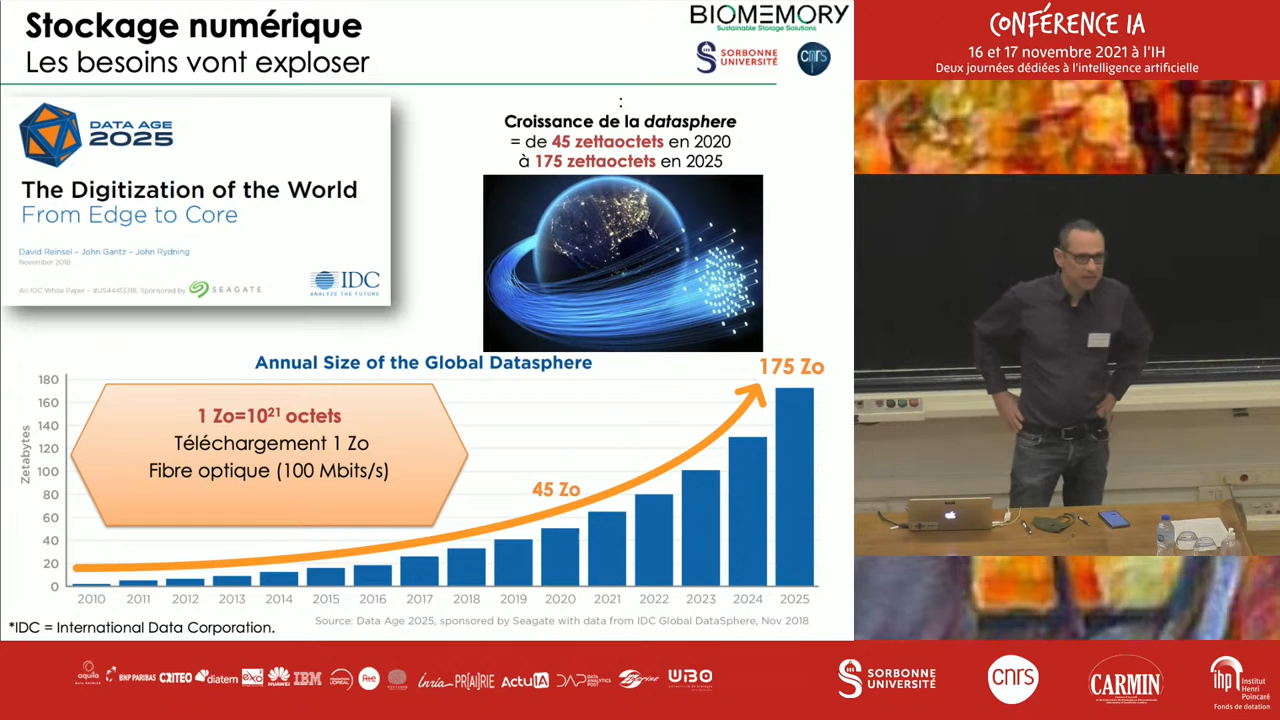 Stockage numérique
Les besoins vont exploser
BIOMEMORY
Sustainable Storage Solutions
SORBONNE
UNIVERSITÉ
cnrs
DATA AGE
2025
The Digitization of the World
From Edge to Core
David Reinsel – John Gantz – John Rydning
November 2018
An IDC White Paper – #US44413318, Sponsored by
SEAGATE
IDC
ANALYZE THE FUTURE
:
Croissance de la datasphere
= de 45 zettaoctets en 2020
à 175 zettaoctets en 2025
Annual Size of the Global Datasphere
175 Zo
45 Zo
1 Zo=10²¹ octets
Téléchargement 1 Zo
Fibre optique (100 Mbits/s)
Zetabytes
180
160
140
120
100
80
60
40
20
0
2010 2011 2012 2013 2014 2015 2016 2017 2018 2019 2020 2021 2022 2023 2024 2025
Source: Data Age 2025, sponsored by Seagate with data from IDC Global DataSphere, Nov 2018
*IDC = International Data Corporation.
CONFÉRENCE IA
16 et 17 novembre 2021 à l'IH
Deux journées dédiées à l'intelligence artificielle
aquila
BNP PARIBAS
CRITEO
diatem
exo
HUAWEI
IBM
Rte
Inria
PR[AI]RIE
ActuIA
DAP DATA ANALYTICS POST
WIBO
SORBONNE
UNIVERSITÉ
cnrs
CARMIN
ihp
Institut
Henri
Poincaré
Fonds de dotation